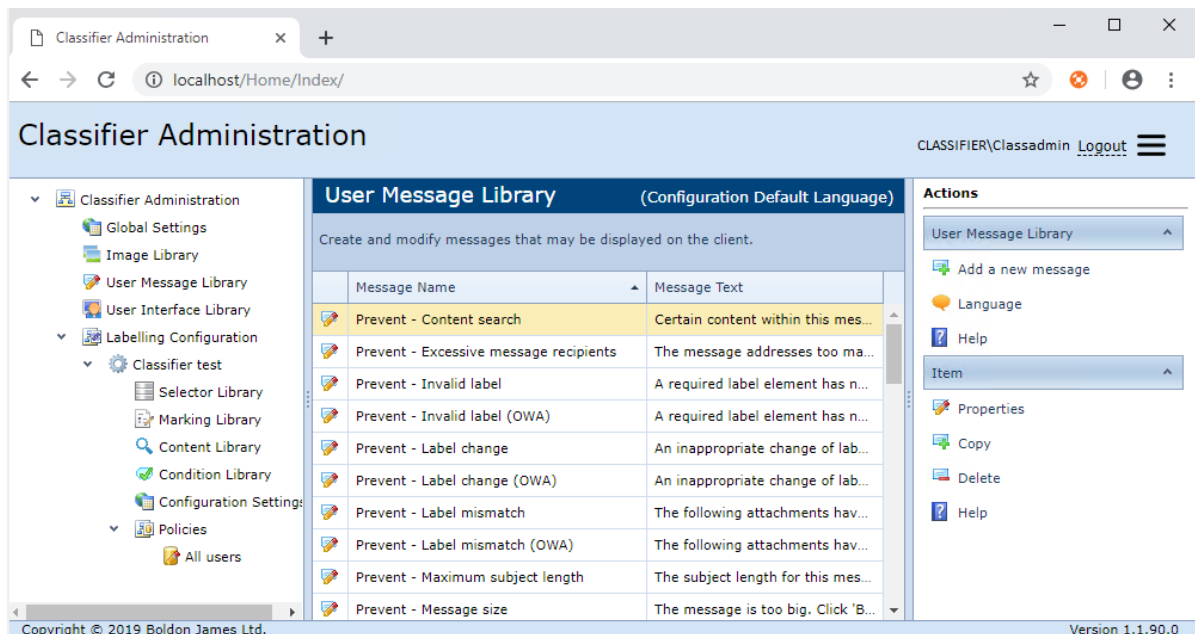 Classifier Administration
localhost/Home/Index/
Classifier Administration
CLASSIFIER\Classadmin Logout
Classifier Administration
Global Settings
Image Library
User Message Library
User Interface Library
Labelling Configuration
Classifier test
Selector Library
Marking Library
Content Library
Condition Library
Configuration Settings
Policies
All users
User Message Library (Configuration Default Language)
Create and modify messages that may be displayed on the client.
Message Name Message Text
Prevent - Content search Certain content within this mes...
Prevent - Excessive message recipients The message addresses too ma...
Prevent - Invalid label A required label element has n...
Prevent - Invalid label (OWA) A required label element has n...
Prevent - Label change An inappropriate change of lab...
Prevent - Label change (OWA) An inappropriate change of lab...
Prevent - Label mismatch The following attachments hav...
Prevent - Label mismatch (OWA) The following attachments hav...
Prevent - Maximum subject length The subject length for this mes...
Prevent - Message size The message is too big. Click 'B...
Actions
User Message Library
Add a new message
Language
Help
Item
Properties
Copy
Delete
Help
Copyright © 2019 Boldon James Ltd. Version 1.1.90.0